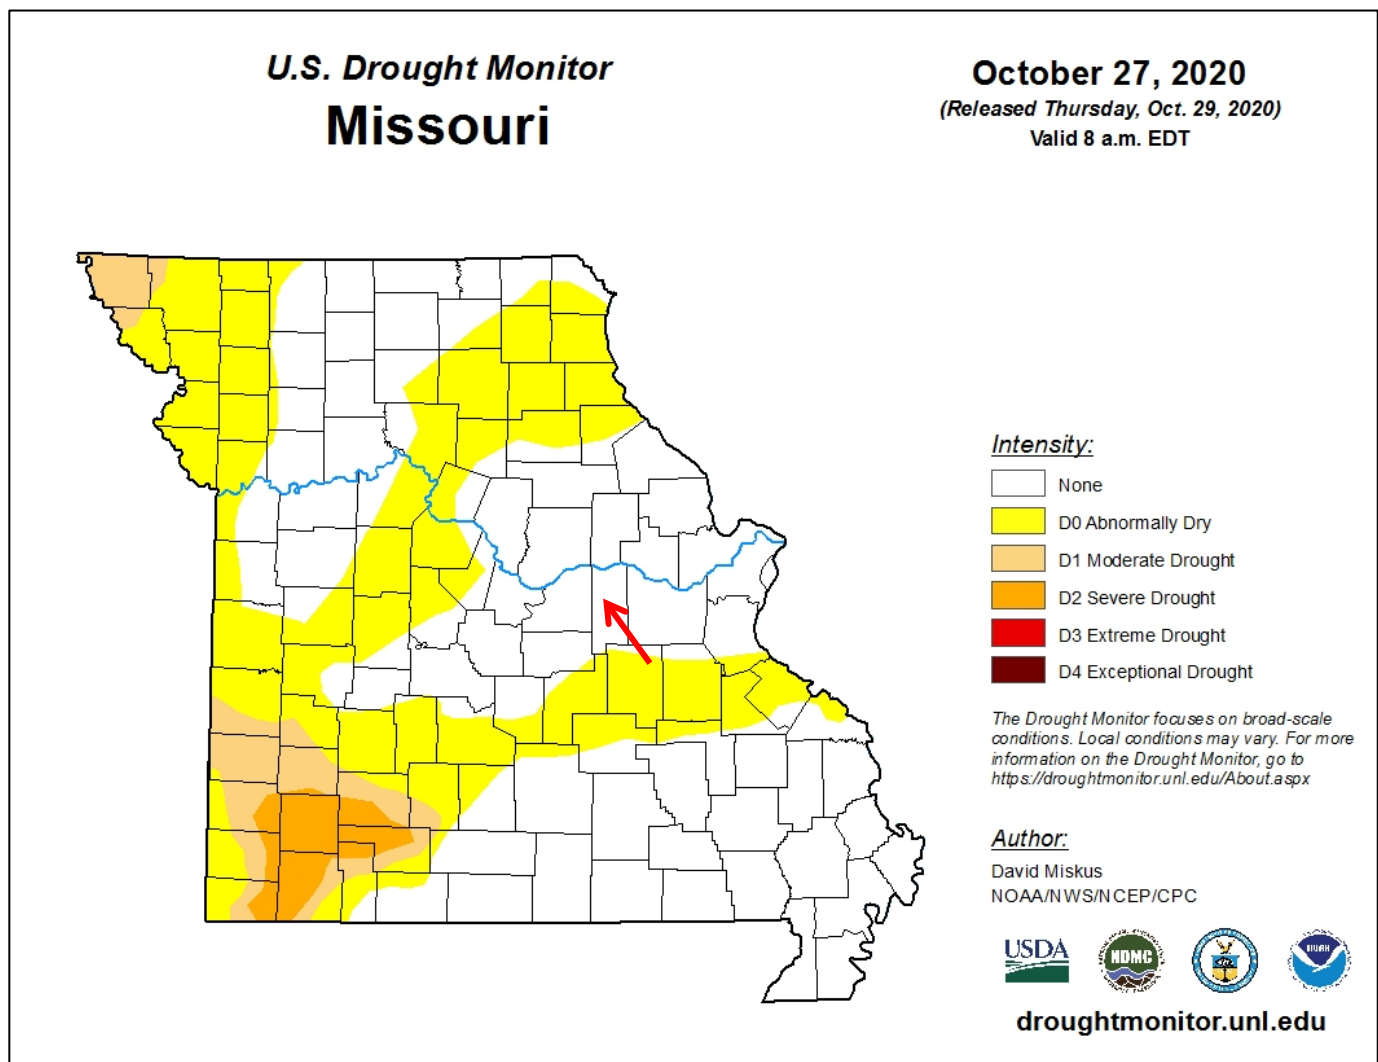 U.S. Drought Monitor
Missouri
October 27, 2020
(Released Thursday, Oct. 29, 2020)
Valid 8 a.m. EDT
Intensity:
None
D0 Abnormally Dry
D1 Moderate Drought
D2 Severe Drought
D3 Extreme Drought
D4 Exceptional Drought
The Drought Monitor focuses on broad-scale
conditions. Local conditions may vary. For more
information on the Drought Monitor, go to
https://droughtmonitor.unl.edu/About.aspx
Author:
David Miskus
NOAA/NWS/NCEP/CPC
USDA
NDMC
NOAA
droughtmonitor.unl.edu